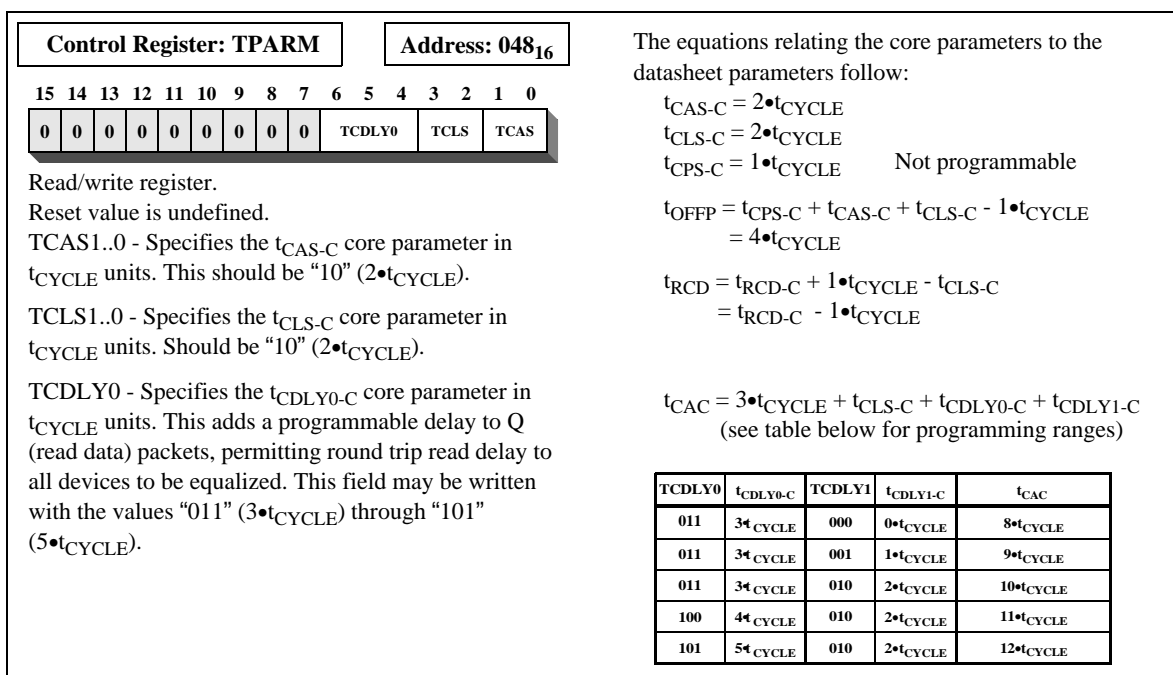 Control Register: TPARM
Address: 048₁₆
15 14 13 12 11 10 9 8 7 6 5 4 3 2 1 0
0 0 0 0 0 0 0 0 0 TCDLY0 TCLS TCAS
Read/write register.
Reset value is undefined.
TCAS1..0 - Specifies the tCAS-C core parameter in
tCYCLE units. This should be “10” (2•tCYCLE).
TCLS1..0 - Specifies the tCLS-C core parameter in
tCYCLE units. Should be “10” (2•tCYCLE).
TCDLY0 - Specifies the tCDLY0-C core parameter in
tCYCLE units. This adds a programmable delay to Q
(read data) packets, permitting round trip read delay to
all devices to be equalized. This field may be written
with the values “011” (3•tCYCLE) through “101”
(5•tCYCLE).
The equations relating the core parameters to the
datasheet parameters follow:
tCAS-C = 2•tCYCLE
tCLS-C = 2•tCYCLE
tCPS-C = 1•tCYCLE Not programmable
tOFFP = tCPS-C + tCAS-C + tCLS-C - 1•tCYCLE
= 4•tCYCLE
tRCD = tRCD-C + 1•tCYCLE - tCLS-C
= tRCD-C - 1•tCYCLE
tCAC = 3•tCYCLE + tCLS-C + tCDLY0-C + tCDLY1-C
(see table below for programming ranges)
TCDLY0 tCDLY0-C TCDLY1 tCDLY1-C tCAC
011 3•tCYCLE 000 0•tCYCLE 8•tCYCLE
011 3•tCYCLE 001 1•tCYCLE 9•tCYCLE
011 3•tCYCLE 010 2•tCYCLE 10•tCYCLE
100 4•tCYCLE 010 2•tCYCLE 11•tCYCLE
101 5•tCYCLE 010 2•tCYCLE 12•tCYCLE